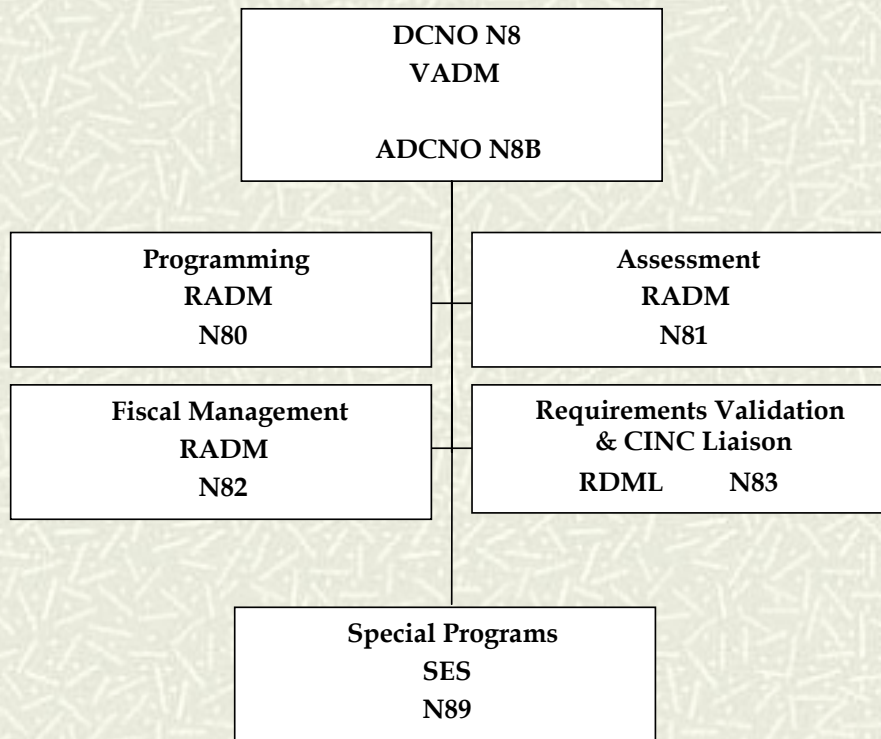 DCNO N8
VADM
ADCNO N8B
Programming
RADM
N80
Assessment
RADM
N81
Fiscal Management
RADM
N82
Requirements Validation
& CINC Liaison
RDML N83
Special Programs
SES
N89